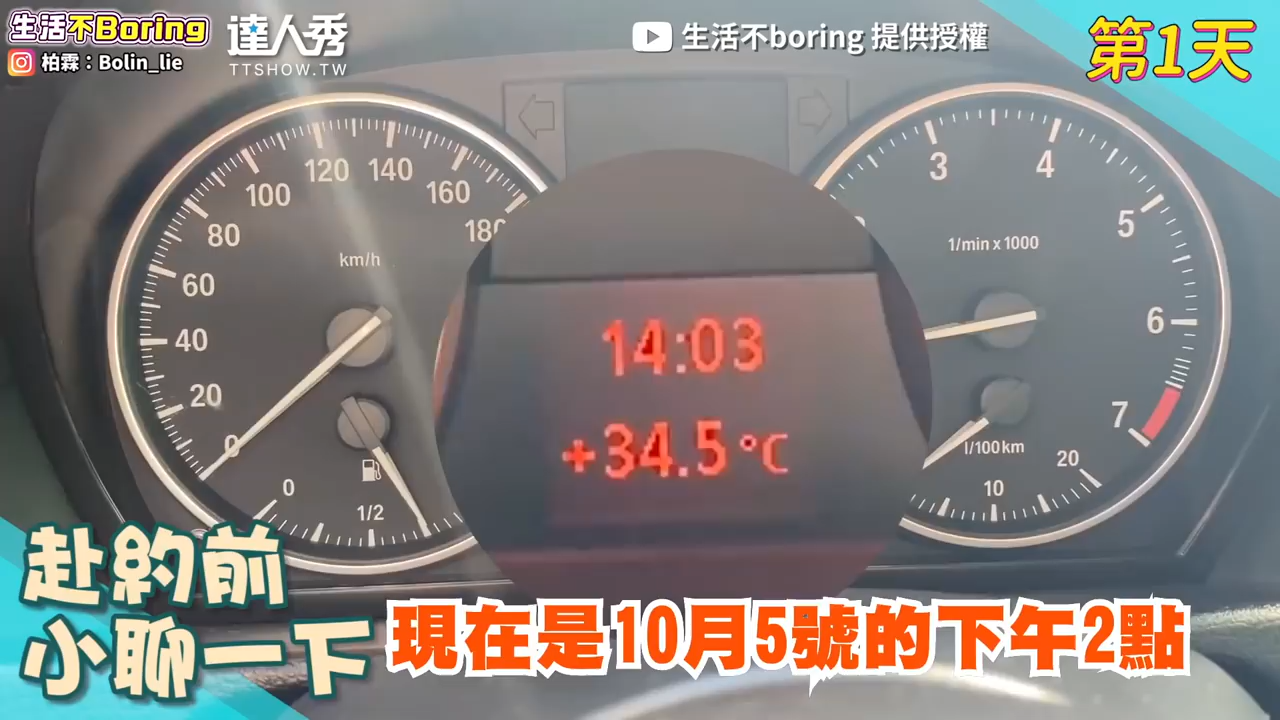 生活不Boring
柏霖：Bolin_lie
達人秀
TTSHOW.TW
生活不boring 提供授權
第1天
km/h
0
20
40
60
80
100
120
140
160
180
0
1/2
14:03
+34.5°C
1/min x 1000
3
4
5
6
7
l/100km
20
10
赴約前
小聊一下
現在是10月5號的下午2點